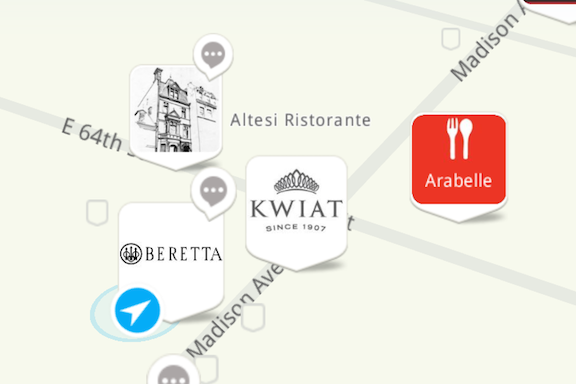 Madison A
Altesi Ristorante
E 64th S
Arabelle
KWIAT
SINCE 1907
t
BERETTA
Madison Ave